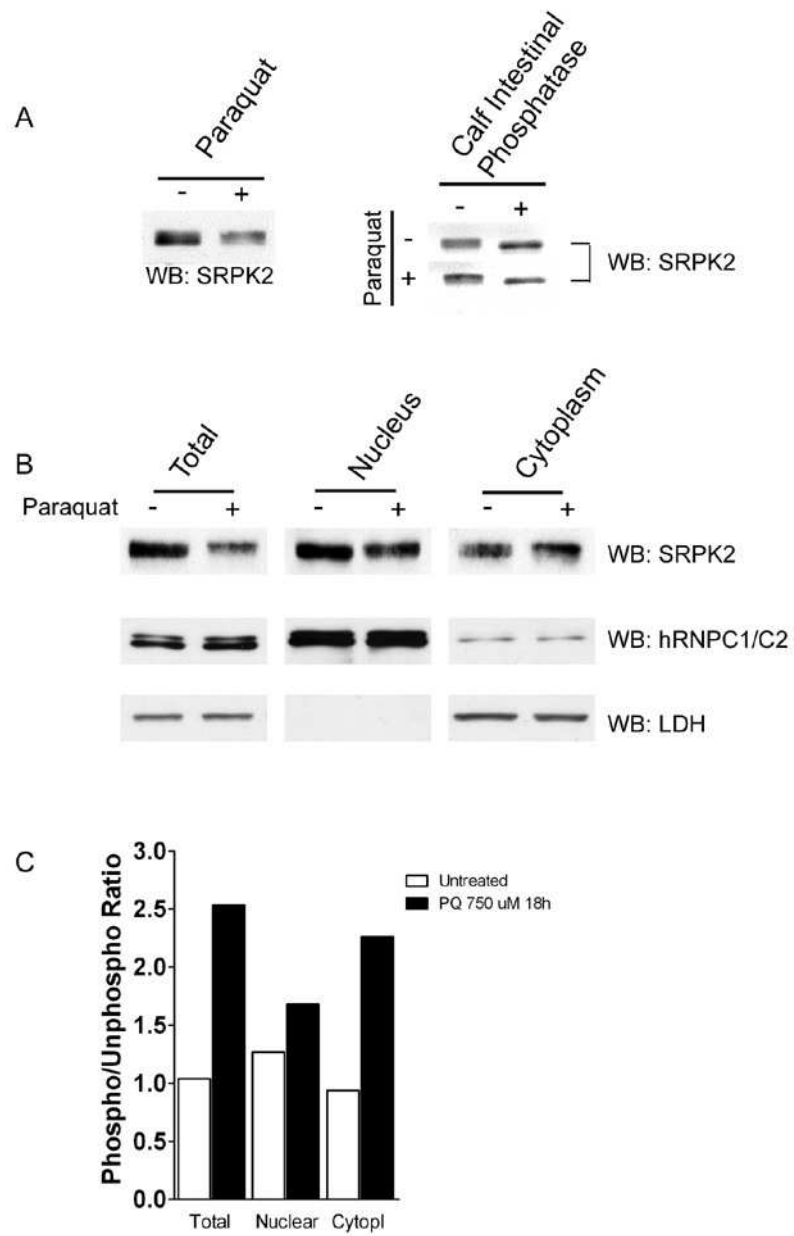 A
Paraquat
- +
WB: SRPK2
Calf Intestinal
Phosphatase
- +
Paraquat
-
+
WB: SRPK2
B
Total
Nucleus
Cytoplasm
Paraquat - + - + - +
WB: SRPK2
WB: hRNPC1/C2
WB: LDH
C
Phospho/Unphospho Ratio
3.0
2.5
2.0
1.5
1.0
0.5
0.0
Total Nuclear Cytopl
Untreated
PQ 750 uM 18h